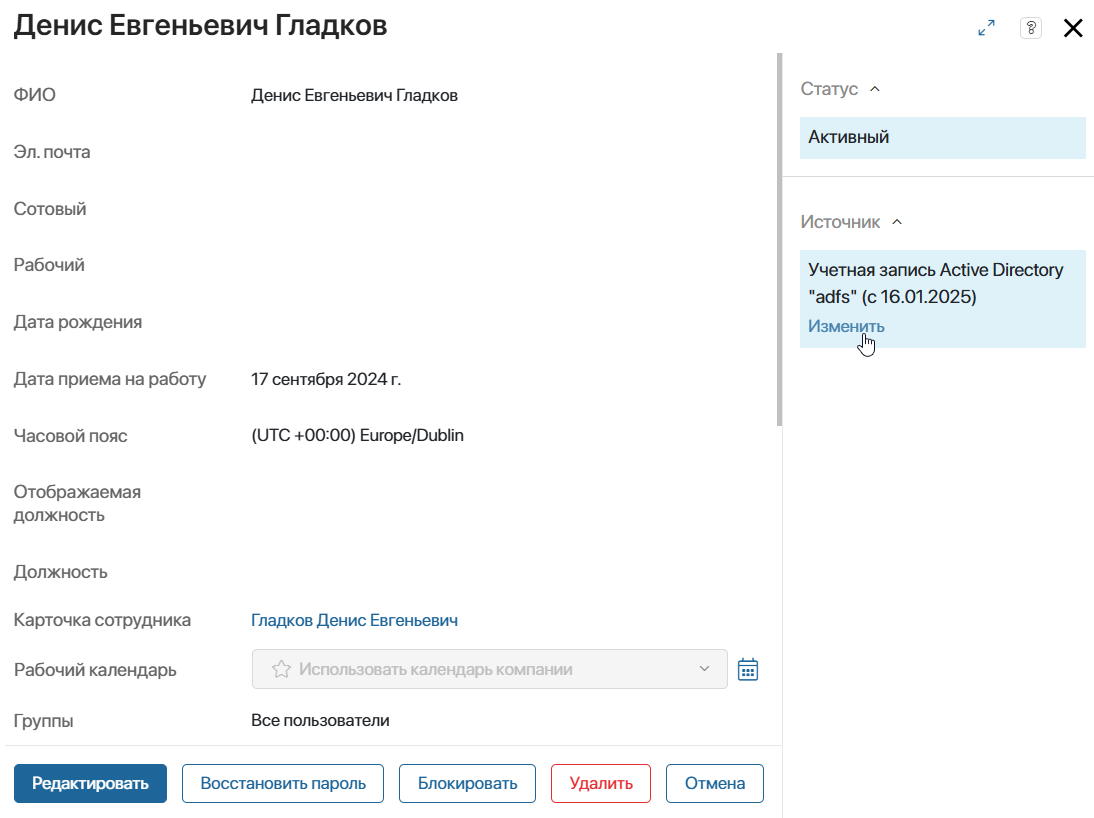 Денис Евгеньевич Гладков
?
ФИО
Денис Евгеньевич Гладков
Эл. почта
Сотовый
Рабочий
Дата рождения
Дата приема на работу
17 сентября 2024 г.
Часовой пояс
(UTC +00:00) Europe/Dublin
Отображаемая
должность
Должность
Карточка сотрудника
Гладков Денис Евгеньевич
Рабочий календарь
Использовать календарь компании
Группы
Все пользователи
Редактировать
Восстановить пароль
Блокировать
Удалить
Отмена
Статус
Активный
Источник
Учетная запись Active Directory
"adfs" (с 16.01.2025)
Изменить